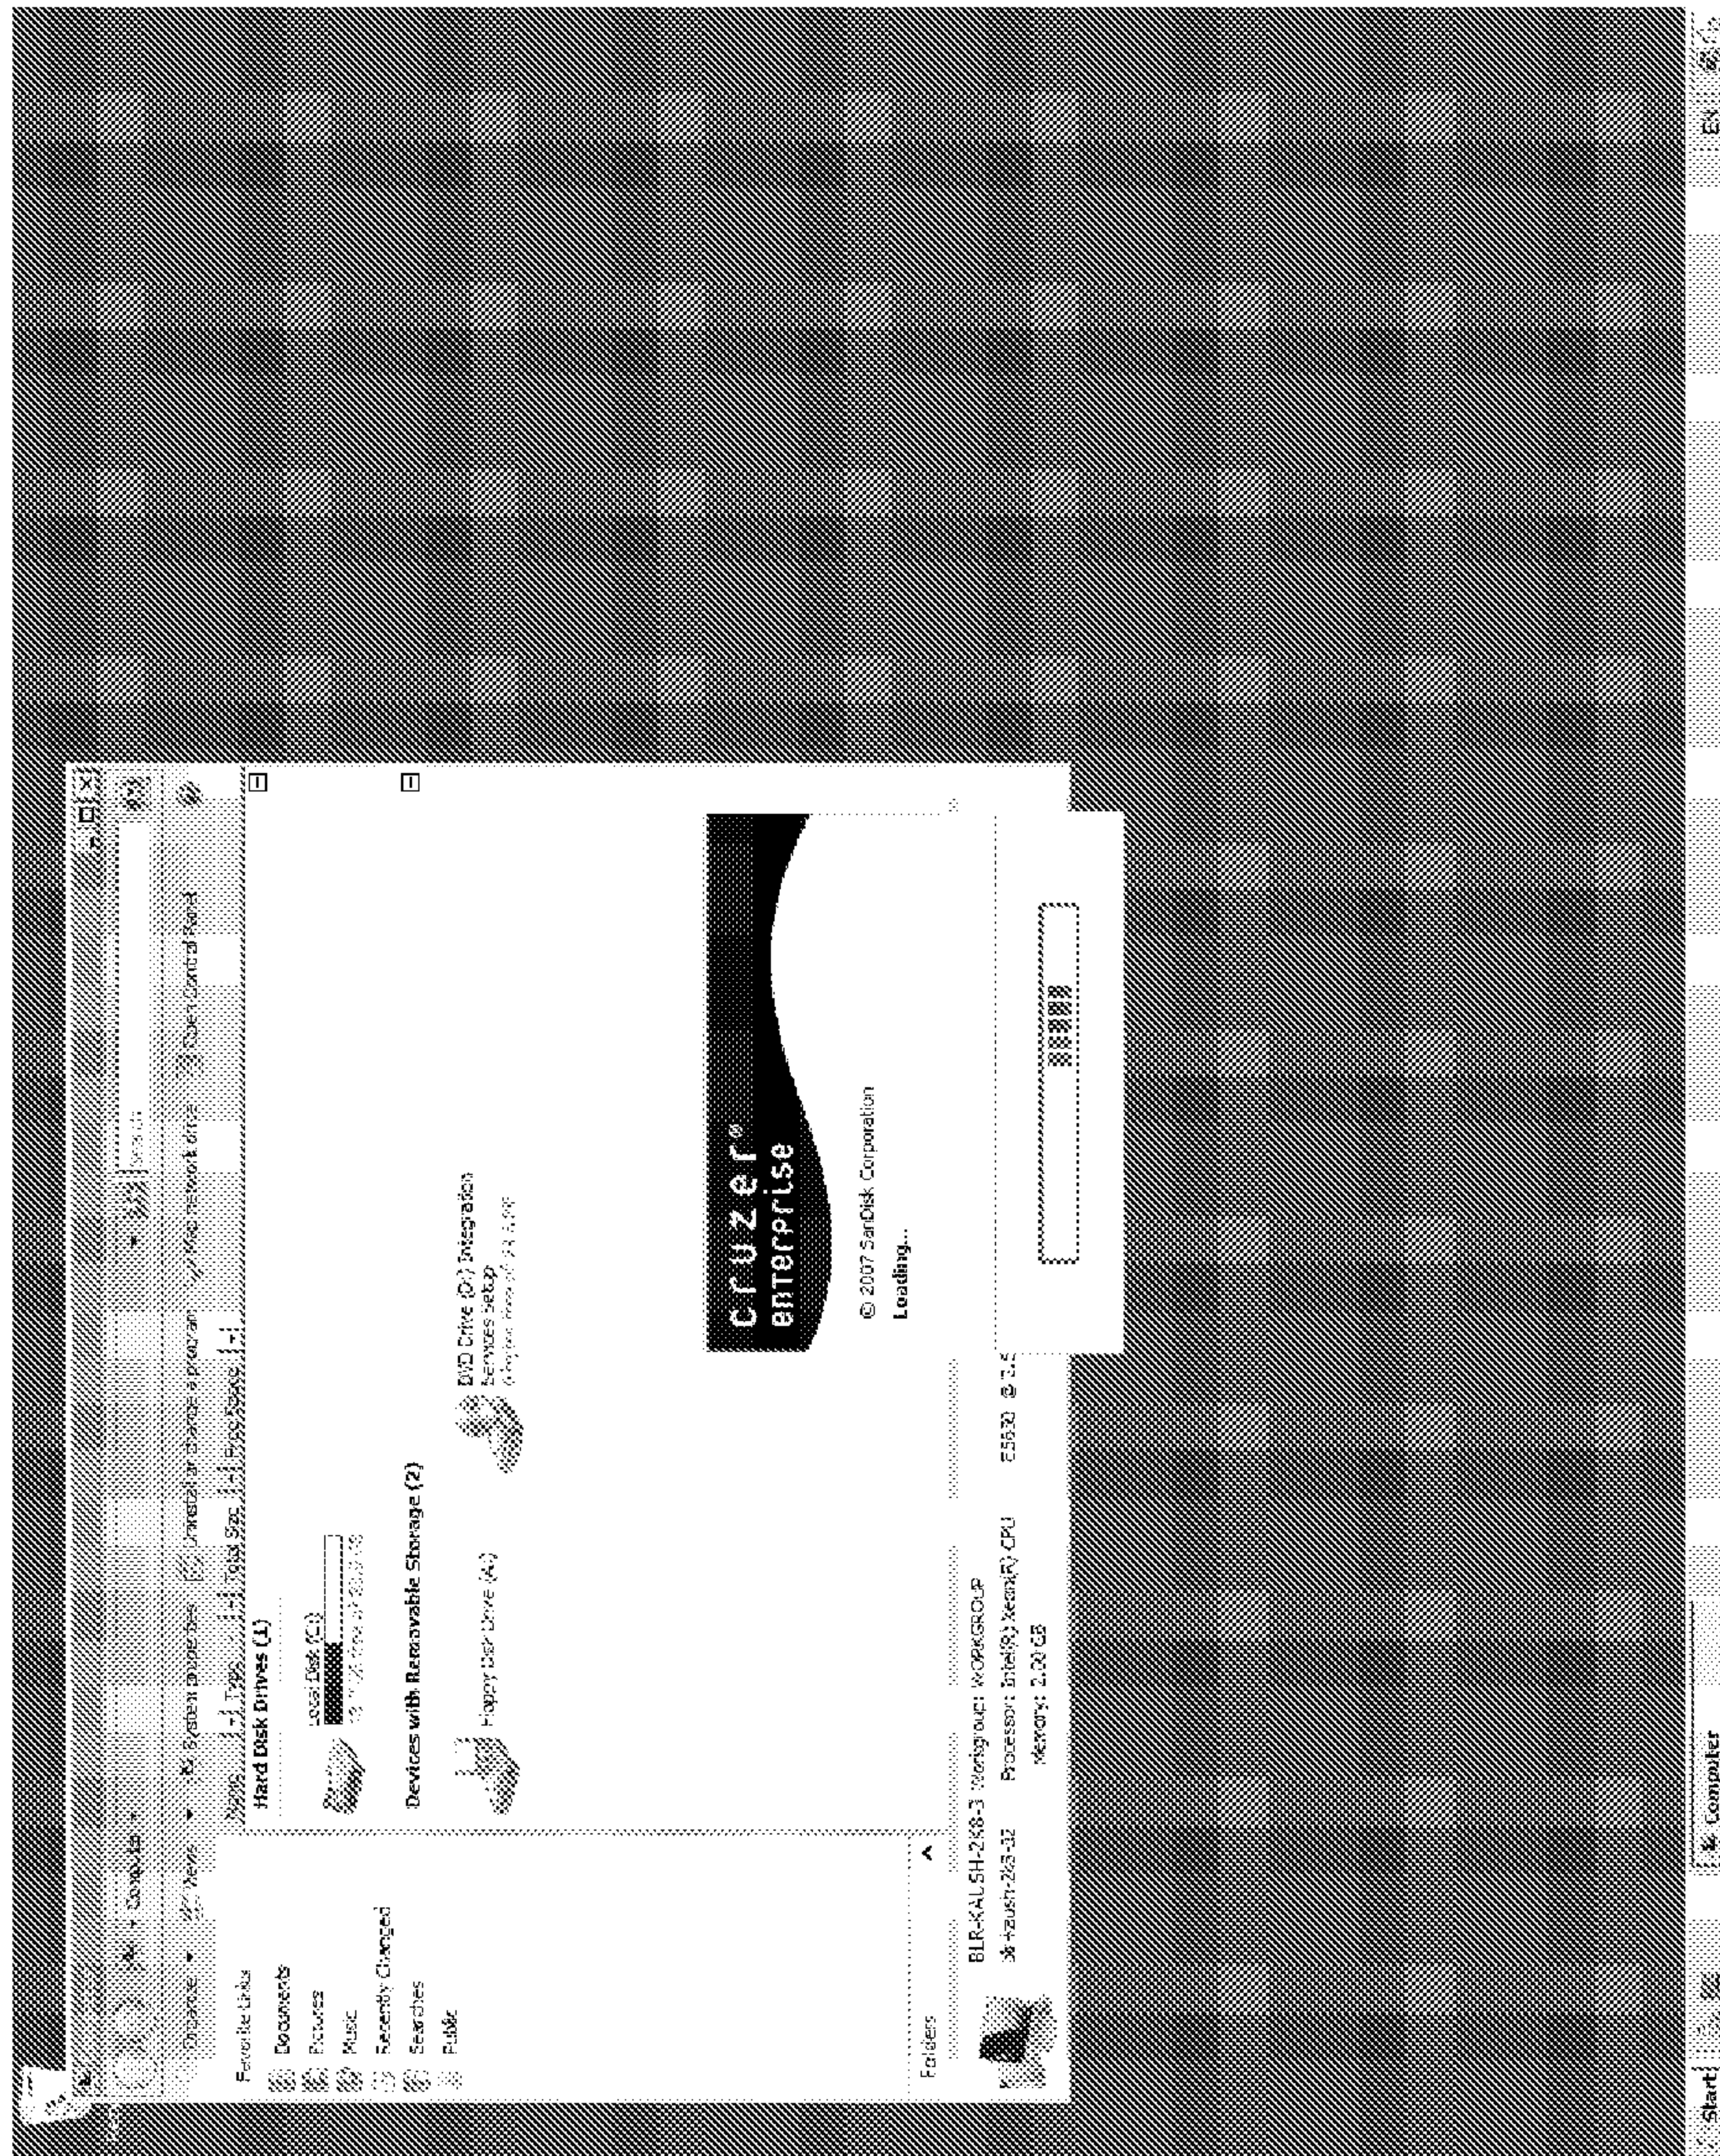 Computer
Search
Organize
Views
System properties
Uninstall or change a program
Map network drive
Open Control Panel
Name
Type
Total Size
Free Space
Favorite Links
Documents
Pictures
Music
Recently Changed
Searches
Public
Folders
Hard Disk Drives (1)
Local Disk (C:)
Devices with Removable Storage (2)
Floppy Disk Drive (A:)
DVD Drive (D:) Integration
Services Setup
cruzer®
enterprise
© 2007 SanDisk Corporation
Loading...
BLR-KAUSH-2K8-3 Workgroup: WORKGROUP
Processor: Intel(R) Xeon(R) CPU
Memory: 2.00 GB
Start
Computer
EN